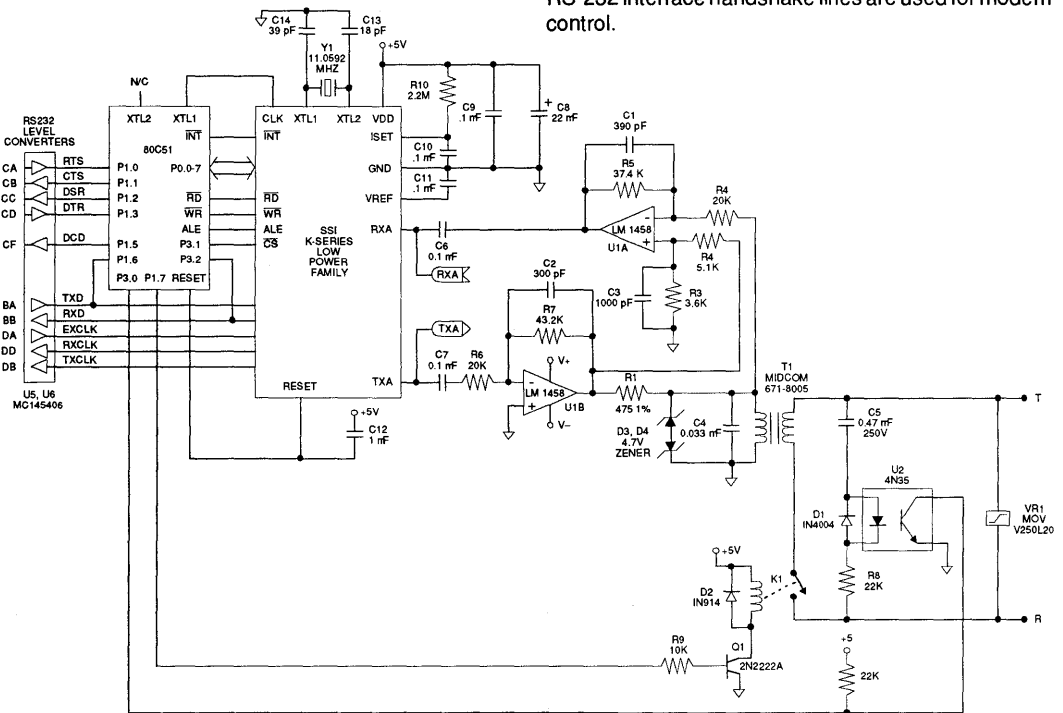 RS-232 interface handshake lines are used for modem
control.
C14
39 pF
C13
18 pF
Y1
11.0592
MHZ
+5V
N/C
R10
2.2M
C9
.1 mF
+
C8
22 mF
XTL2 XTL1
INT
80C51
P1.0
P1.1
P1.2
P1.3
P1.5
P1.6
P3.0 P1.7 RESET
P0.0-7
RD
WR
ALE
P3.1
P3.2
CLK XTL1 XTL2 VDD
INT
ISET
GND
VREF
RD
WR
ALE
CS
RXA
TXA
RESET
SSI
K-SERIES
LOW
POWER
FAMILY
C10
.1 mF
C11
.1 mF
RS232
LEVEL
CONVERTERS
CA
RTS
CB
CTS
CC
DSR
CD
DTR
CF
DCD
BA
TXD
BB
RXD
DA
EXCLK
DD
RXCLK
DB
TXCLK
U5, U6
MC145406
C1
390 pF
R5
37.4 K
R4
20K
LM 1458
-
+
U1A
R4
5.1K
C6
0.1 mF
RXA
C3
1000 pF
R3
3.6K
C2
300 pF
R7
43.2K
TXA
C7
0.1 mF
R6
20K
V+
-
LM 1458
+
U1B
V–
R1
475 1%
D3, D4
4.7V
ZENER
C4
0.033 mF
T1
MIDCOM
671-8005
T
C5
0.47 mF
250V
+5V
C12
1 mF
U2
4N35
D1
IN4004
VR1
MOV
V250L20
+5V
D2
IN914
K1
R8
22K
R
R9
10K
Q1
2N2222A
+5
22K